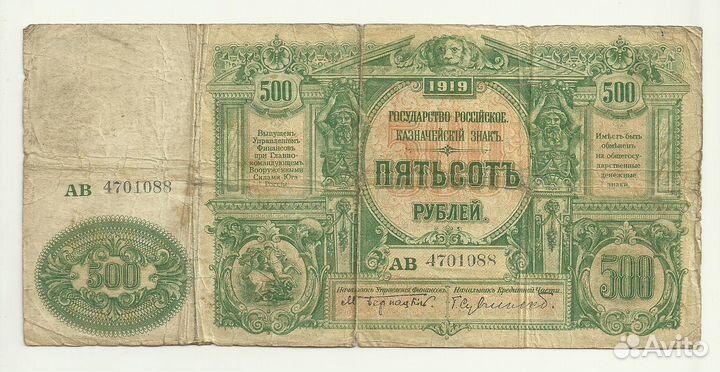 1919
500
500
ГОСУДАРСТВО РОССІЙСКОЕ.
КАЗНАЧЕЙСКІЙ ЗНАКЪ.
Выпущенъ
Управленіемъ
Финансовъ
при Главно-
командующемъ
Вооруженными
Силами Юга
Россіи
Имѣетъ быть
обмѣненъ
на общегосу-
дарственные
денежные
знаки.
ПЯТЬСОТЪ
РУБЛЕЙ.
АВ 4701088
АВ 4701088
500
500
Начальникъ Управленія Финансовъ
Начальникъ Кредитной Части.
М Бернацкій.
Avito